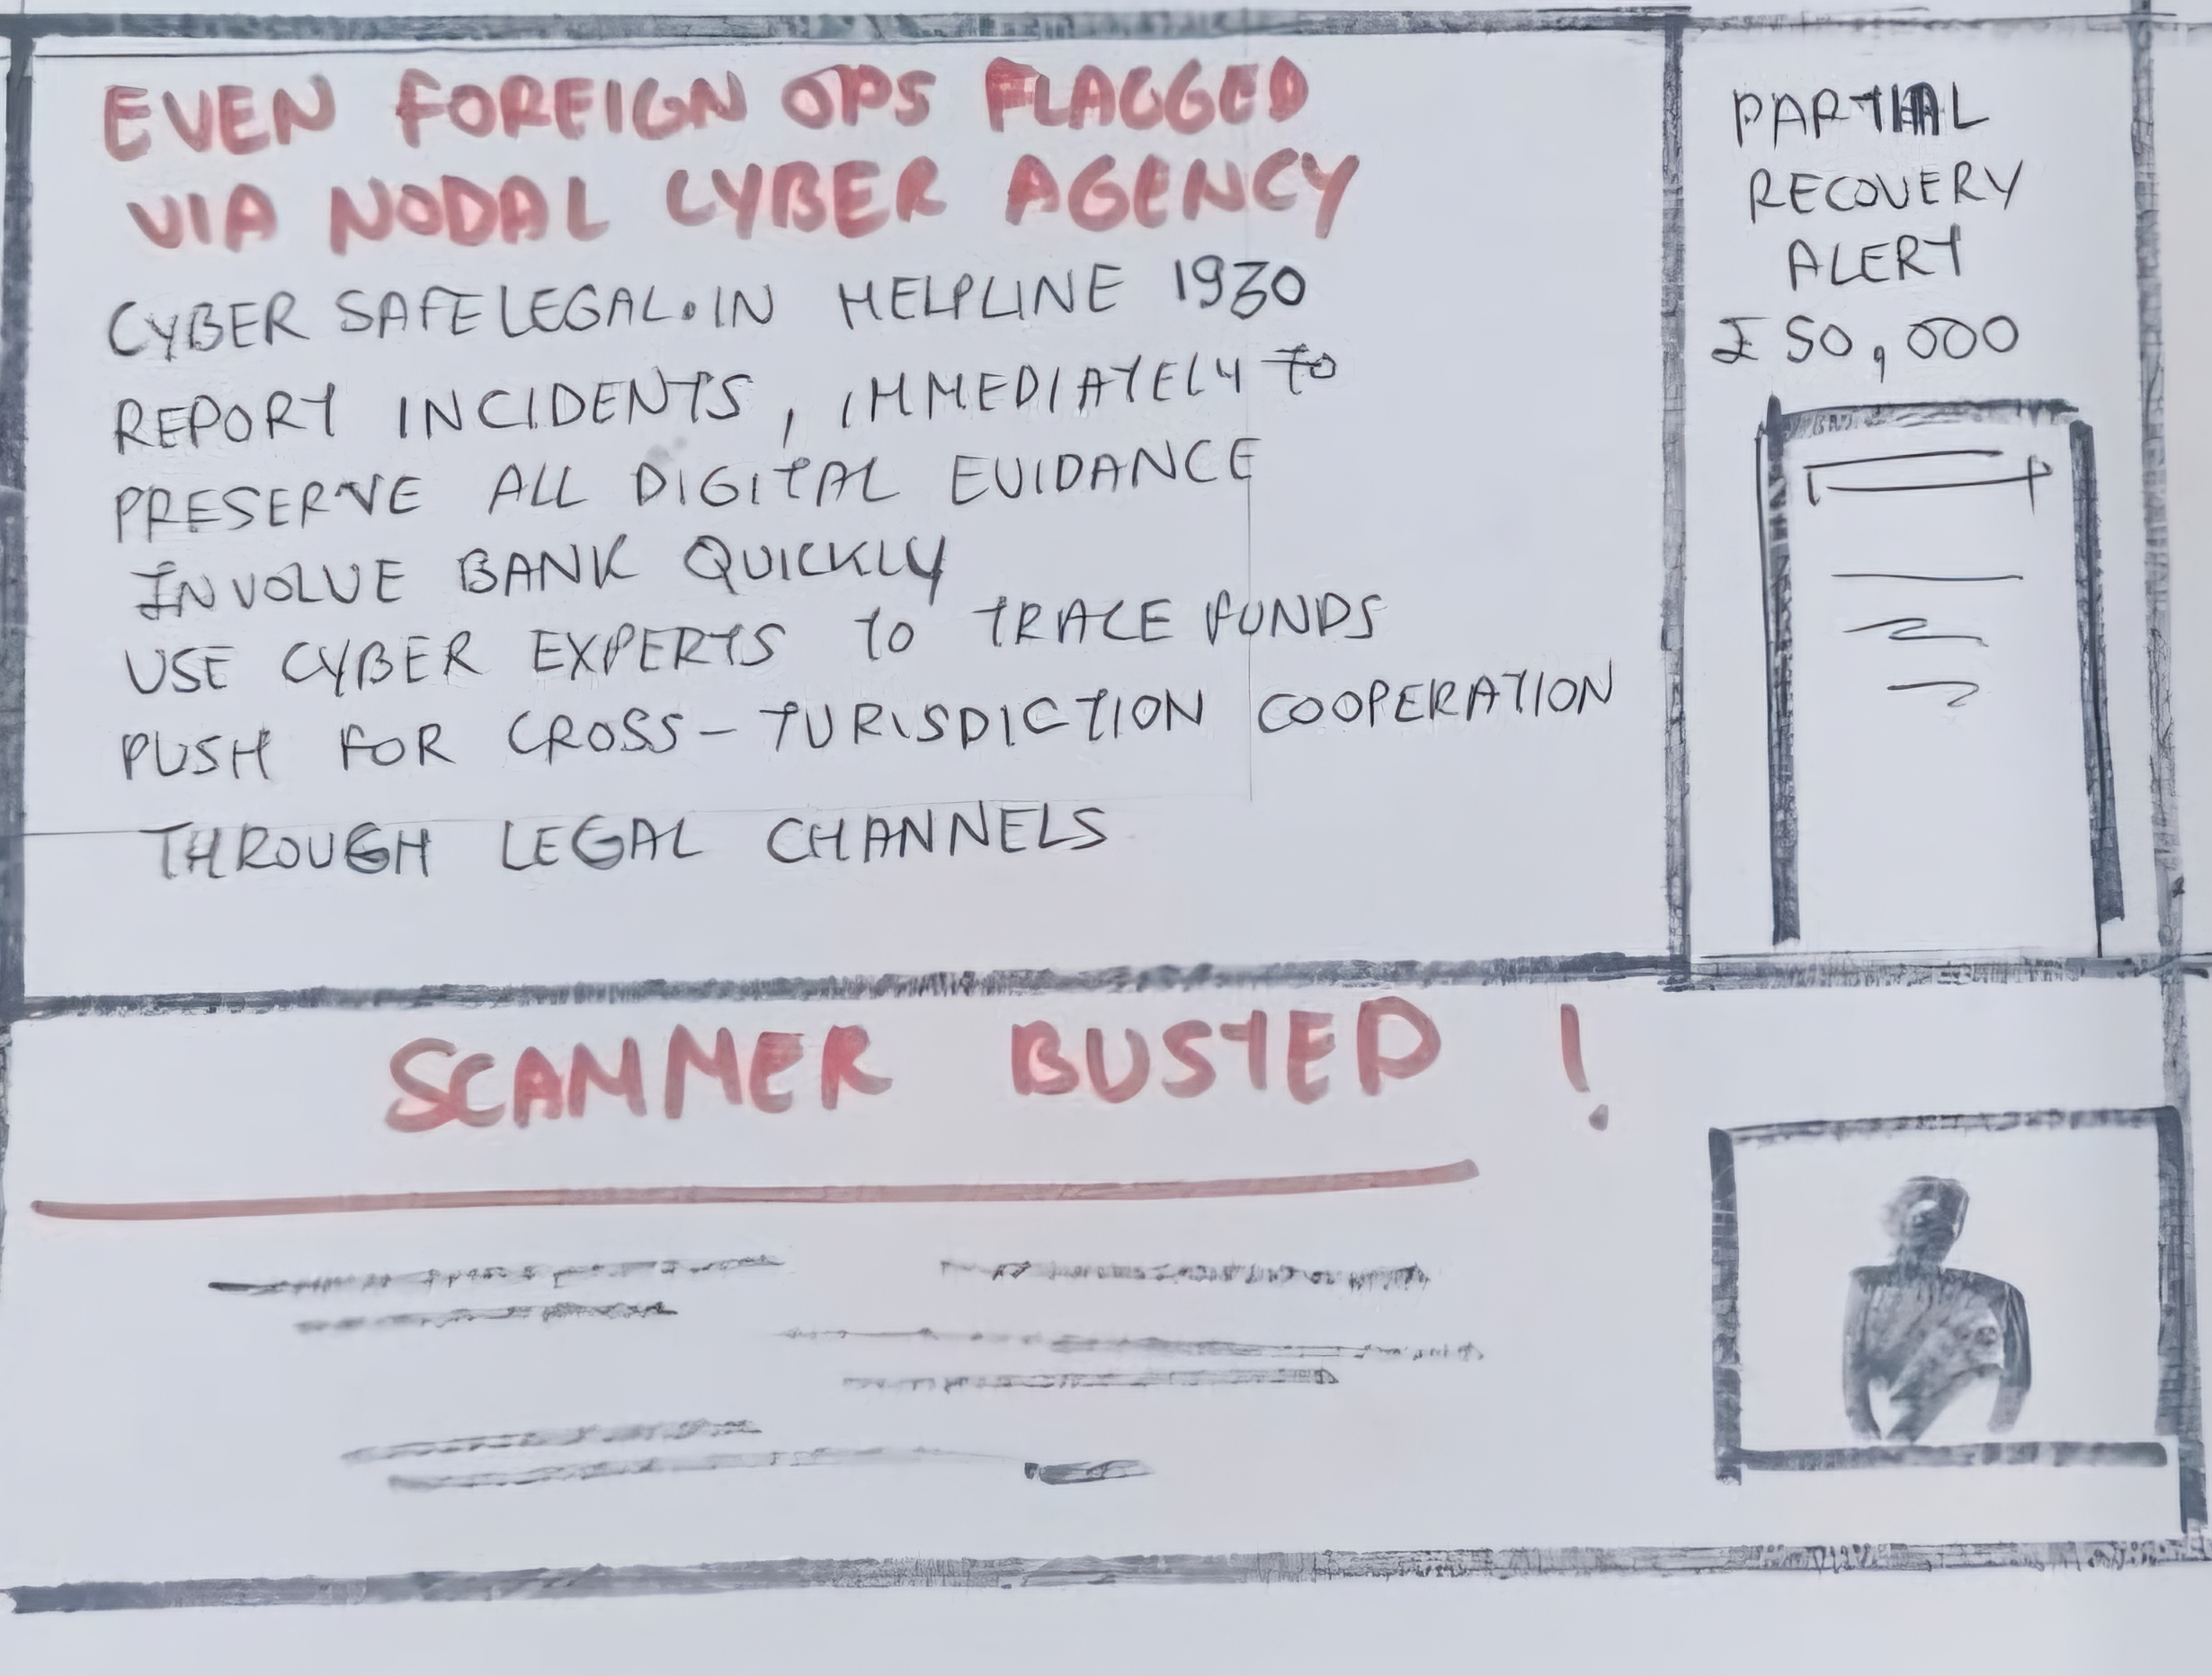 EVEN FOREIGN OPS FLAGGED
VIA NODAL CYBER AGENCY
CYBER SAFELEGAL.IN HELPLINE 1930
REPORT INCIDENTS, IMMEDIATELY TO
PRESERVE ALL DIGITAL EVIDANCE
INVOLVE BANK QUICKLY
USE CYBER EXPERTS TO TRACE FUNDS
PUSH FOR CROSS-JURISDICTION COOPERATION
THROUGH LEGAL CHANNELS
PARTIAL
RECOVERY
ALERT
₹ 50,000
SCAMMER BUSTED !